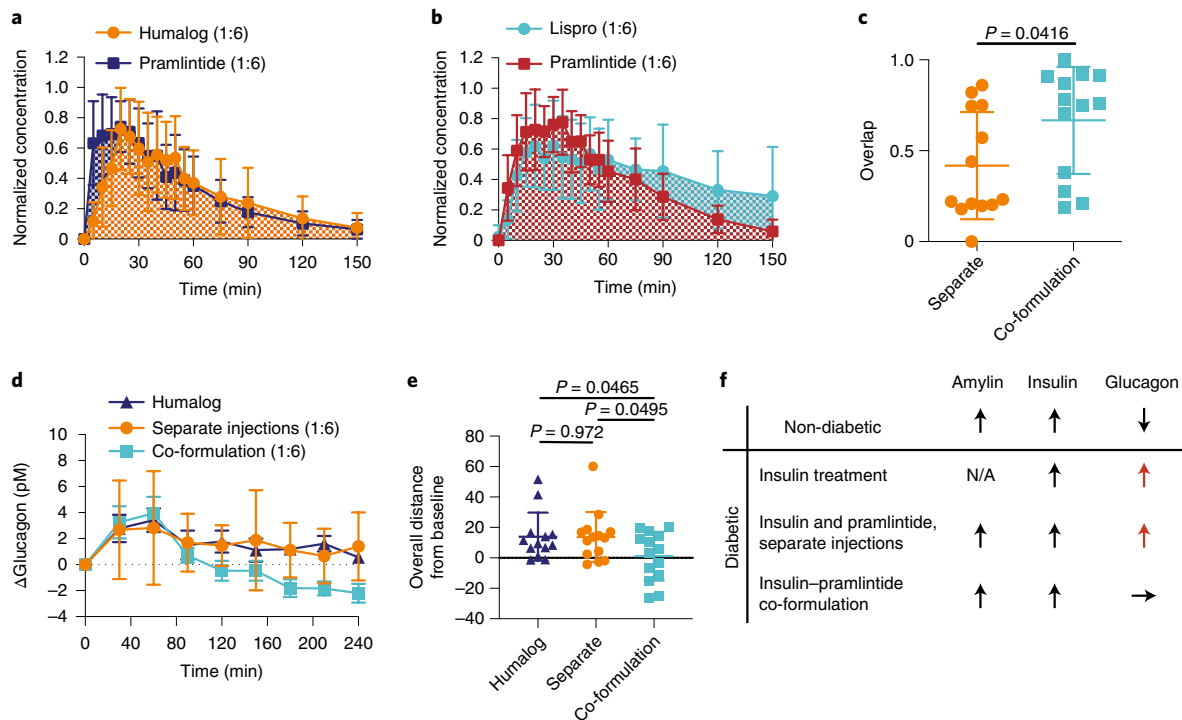 a
Humalog (1:6)
Pramlintide (1:6)
Normalized concentration
1.2
1.0
0.8
0.6
0.4
0.2
0
0 30 60 90 120 150
Time (min)
b
Lispro (1:6)
Pramlintide (1:6)
Normalized concentration
1.2
1.0
0.8
0.6
0.4
0.2
0
0 30 60 90 120 150
Time (min)
c
P = 0.0416
Overlap
1.0
0.5
0
Separate
Co-formulation
d
Humalog
Separate injections (1:6)
Co-formulation (1:6)
ΔGlucagon (pM)
10
8
6
4
2
0
–2
–4
0 40 80 120 160 200 240
Time (min)
e
P = 0.0465
P = 0.0495
P = 0.972
Overall distance
from baseline
80
60
40
20
0
–20
–40
Humalog
Separate
Co-formulation
f
Amylin Insulin Glucagon
Non-diabetic ↑ ↑ ↓
Diabetic
Insulin treatment N/A ↑ ↑
Insulin and pramlintide,
separate injections ↑ ↑ ↑
Insulin–pramlintide
co-formulation ↑ ↑ →